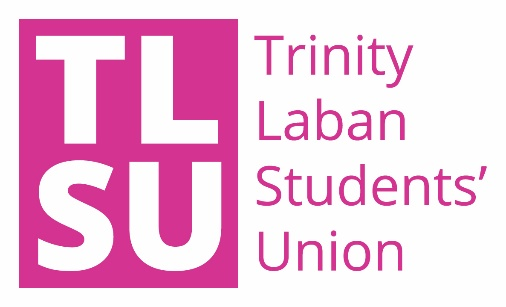 TL
SU
Trinity
Laban
Students’
Union